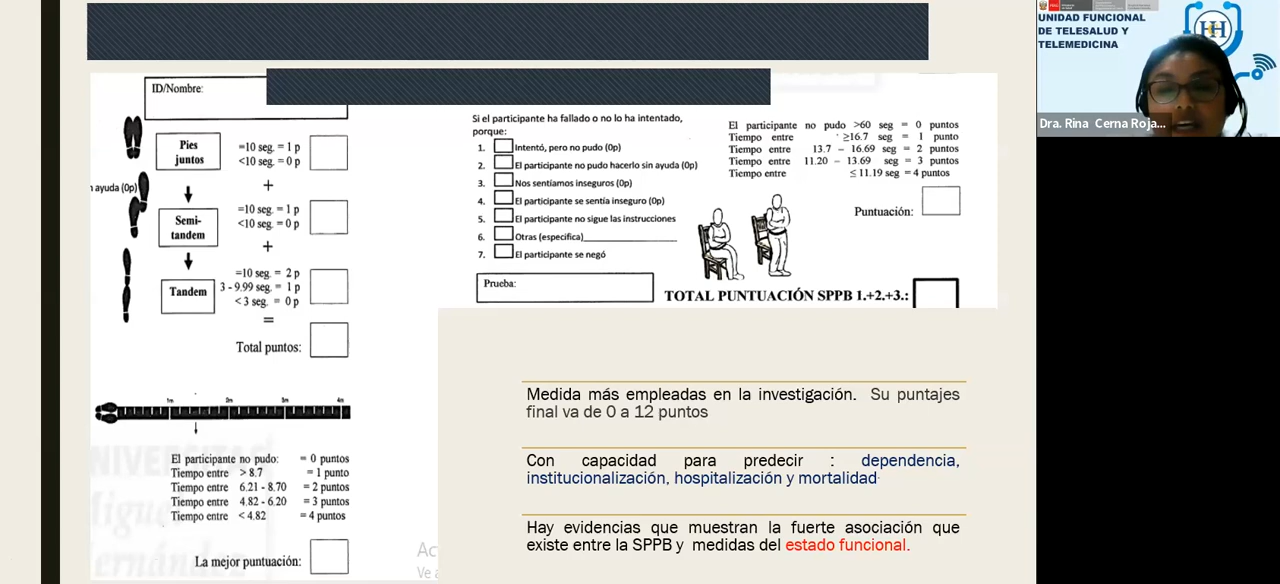 ID/Nombre:
Pies
juntos
=10 seg. = 1 p
<10 seg. = 0 p
ayuda (0p)
+
Semi-
tandem
=10 seg. = 1 p
<10 seg. = 0 p
+
Tandem
=10 seg. = 2 p
3 - 9.99 seg. = 1 p
< 3 seg. = 0 p
=
Total puntos:
1m 2m 3m 4m
El participante no pudo: = 0 puntos
Tiempo entre > 8.7 = 1 punto
Tiempo entre 6.21 - 8.70 = 2 puntos
Tiempo entre 4.82 - 6.20 = 3 puntos
Tiempo entre < 4.82 = 4 puntos
La mejor puntuación:
Si el participante ha fallado o no lo ha intentado,
porque:
1. Intentó, pero no pudo (0p)
2. El participante no pudo hacerlo sin ayuda (0p)
3. Nos sentíamos inseguros (0p)
4. El participante se sentía inseguro (0p)
5. El participante no sigue las instrucciones
6. Otras (especifica)
7. El participante se negó
Prueba:
El participante no pudo >60 seg = 0 puntos
Tiempo entre ≥16.7 seg = 1 punto
Tiempo entre 13.7 – 16.69 seg = 2 puntos
Tiempo entre 11.20 – 13.69 seg = 3 puntos
Tiempo entre ≤ 11.19 seg = 4 puntos
Puntuación:
TOTAL PUNTUACIÓN SPPB 1.+2.+3.:
Medida más empleadas en la investigación. Su puntajes
final va de 0 a 12 puntos
Con capacidad para predecir : dependencia,
institucionalización, hospitalización y mortalidad
Hay evidencias que muestran la fuerte asociación que
existe entre la SPPB y medidas del estado funcional.
UNIDAD FUNCIONAL
DE TELESALUD Y
TELEMEDICINA
Dra. Rina Cerna Roja...